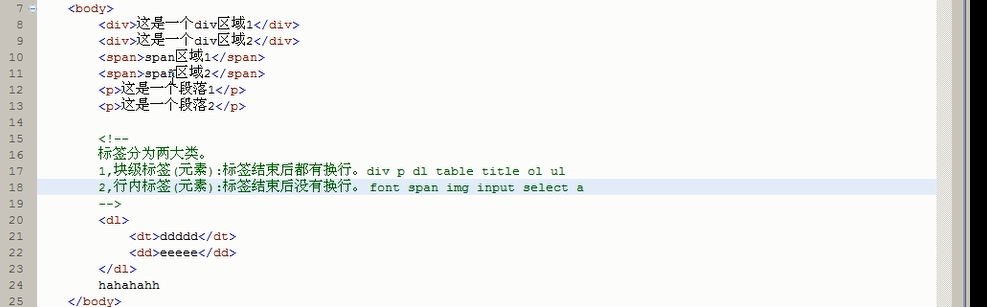 7 <body>
8 <div>这是一个div区域1</div>
9 <div>这是一个div区域2</div>
10 <span>span区域1</span>
11 <span>span区域2</span>
12 <p>这是一个段落1</p>
13 <p>这是一个段落2</p>
14
15 <!--
16 标签分为两大类。
17 1,块级标签(元素):标签结束后都有换行。div p dl table title ol ul
18 2,行内标签(元素):标签结束后没有换行。 font span img input select a
19 -->
20 <dl>
21 <dt>ddddd</dt>
22 <dd>eeeee</dd>
23 </dl>
24 hahahahh
25 </body>